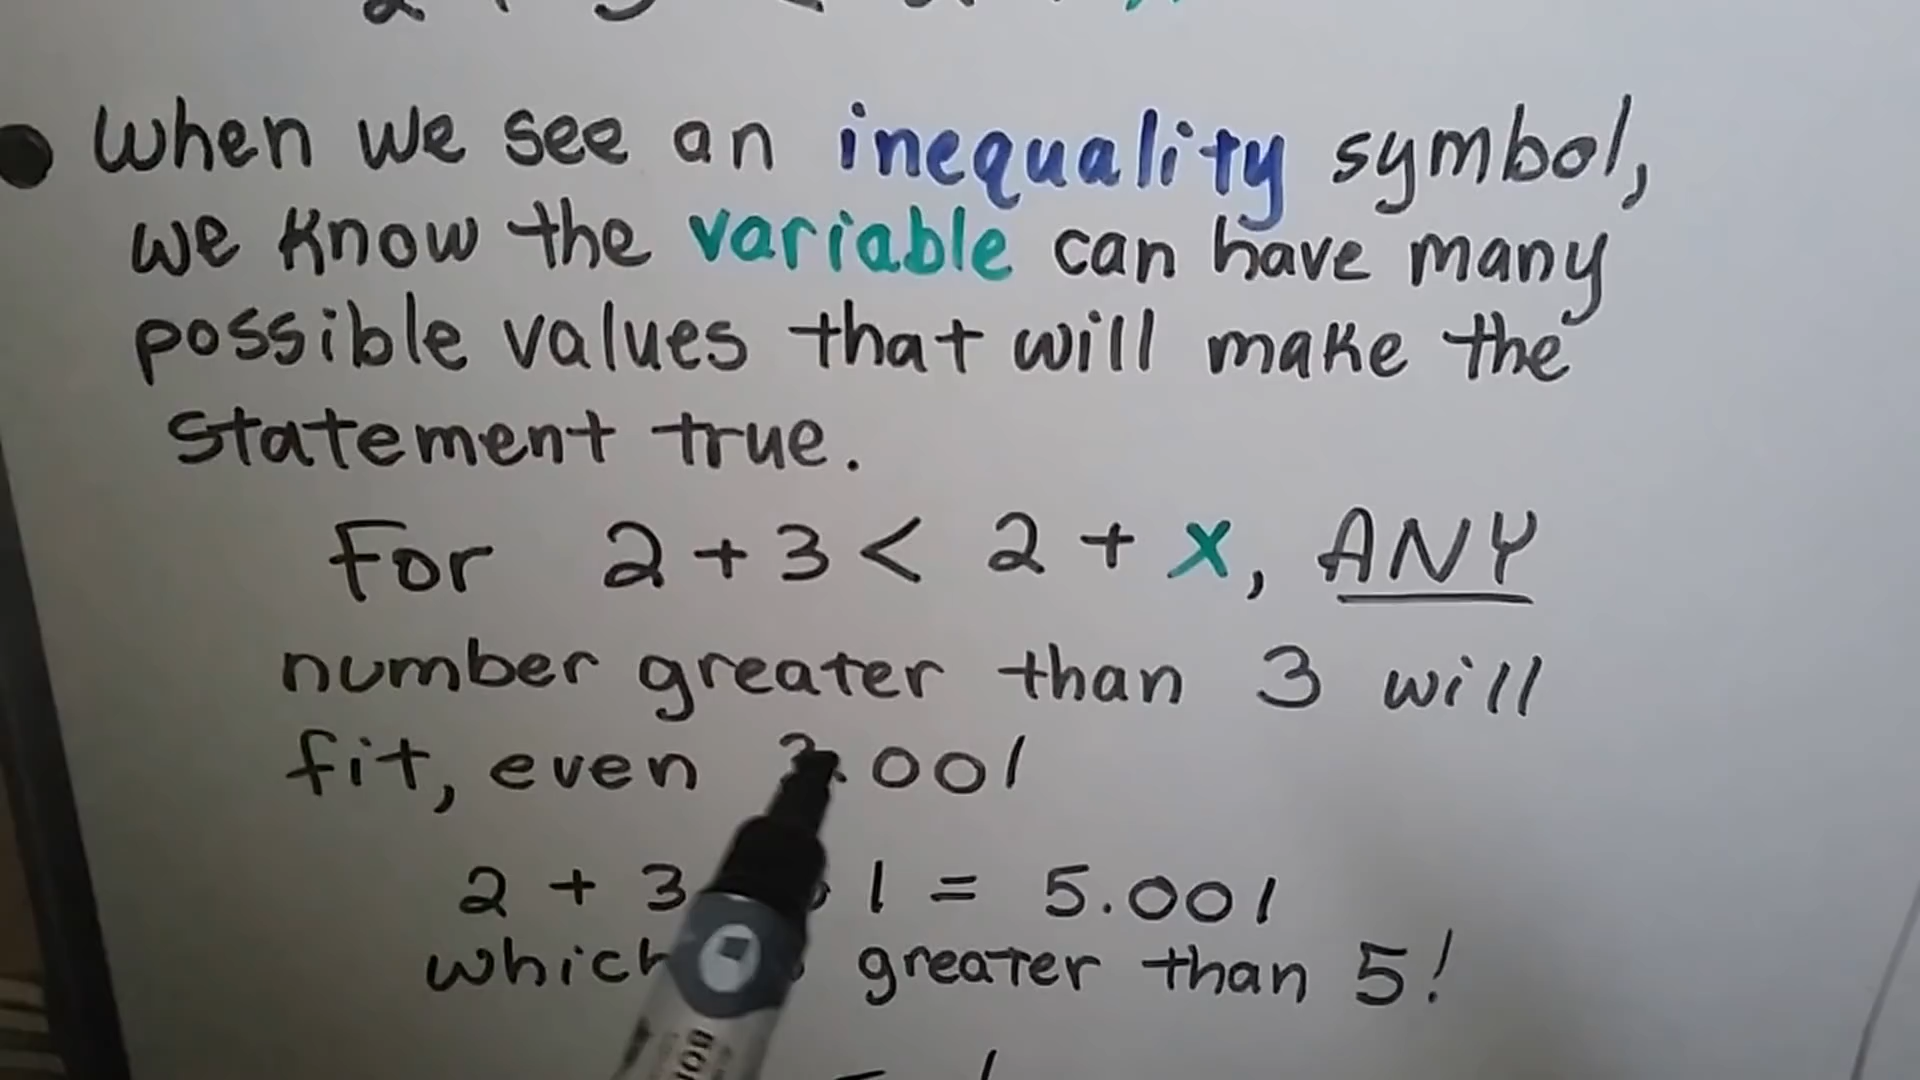 When we see an inequality symbol,
we know the variable can have many
possible values that will make the
statement true.
For 2 + 3 < 2 + x, ANY
number greater than 3 will
fit, even 3.001
2 + 3 1 = 5.001
which greater than 5!